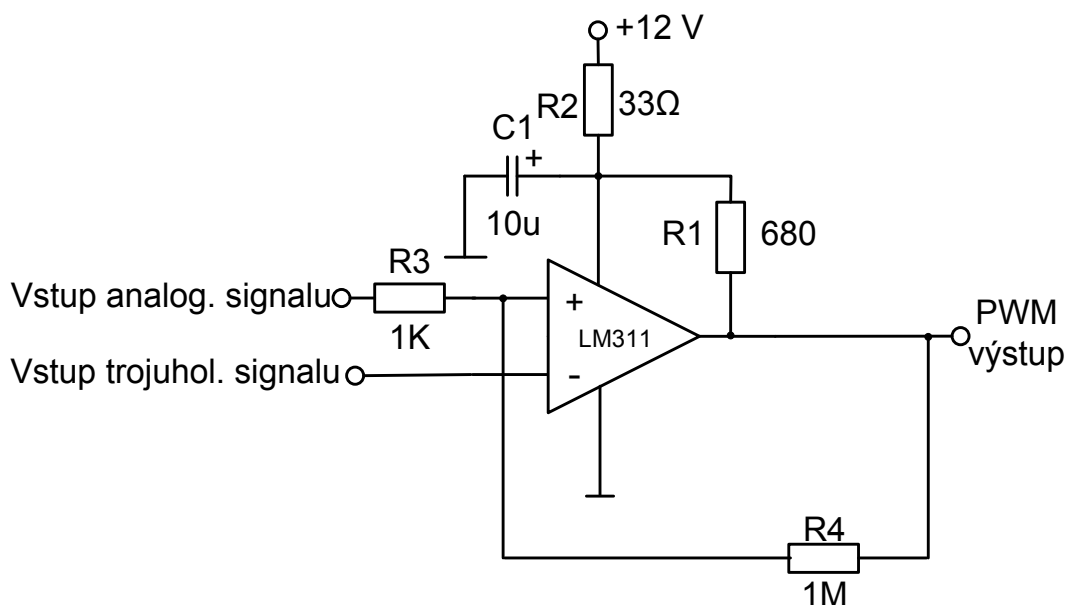 +12 V
R2
33Ω
C1
+
10u
R1
680
R3
Vstup analog. signalu
1K
+
LM311
PWM
výstup
Vstup trojuhol. signalu
-
R4
1M